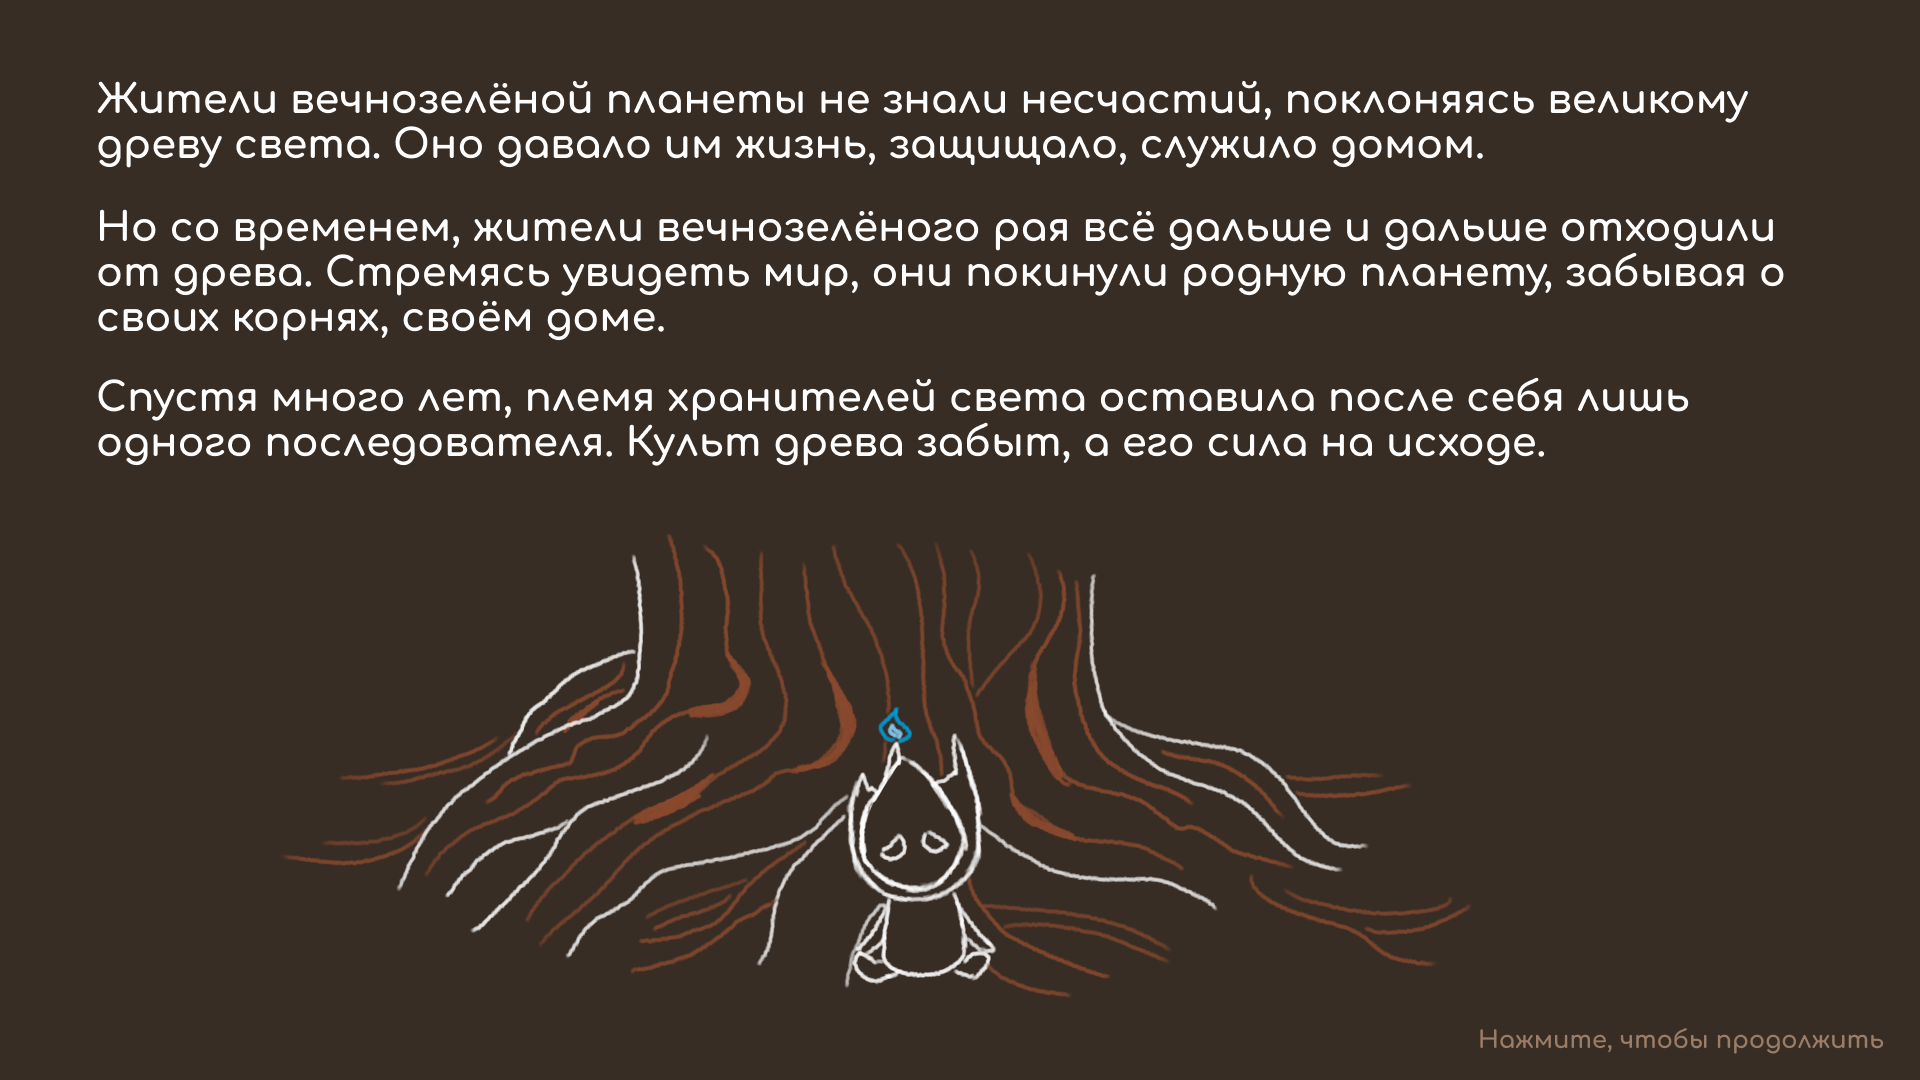 Жители вечнозелёной планеты не знали несчастий, поклоняясь великому
древу света. Оно давало им жизнь, защищало, служило домом.
Но со временем, жители вечнозелёного рая всё дальше и дальше отходили
от древа. Стремясь увидеть мир, они покинули родную планету, забывая о
своих корнях, своём доме.
Спустя много лет, племя хранителей света оставила после себя лишь
одного последователя. Культ древа забыт, а его сила на исходе.
Нажмите, чтобы продолжить